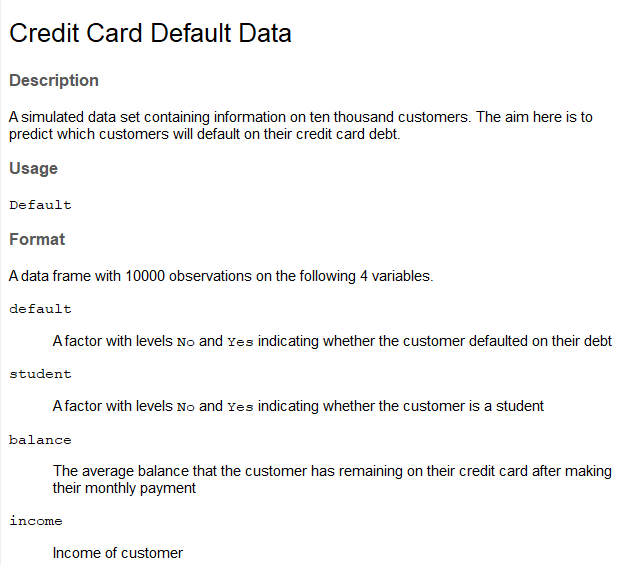 Credit Card Default Data
Description
A simulated data set containing information on ten thousand customers. The aim here is to
predict which customers will default on their credit card debt.
Usage
Default
Format
A data frame with 10000 observations on the following 4 variables.
default
A factor with levels No and Yes indicating whether the customer defaulted on their debt
student
A factor with levels No and Yes indicating whether the customer is a student
balance
The average balance that the customer has remaining on their credit card after making
their monthly payment
income
Income of customer